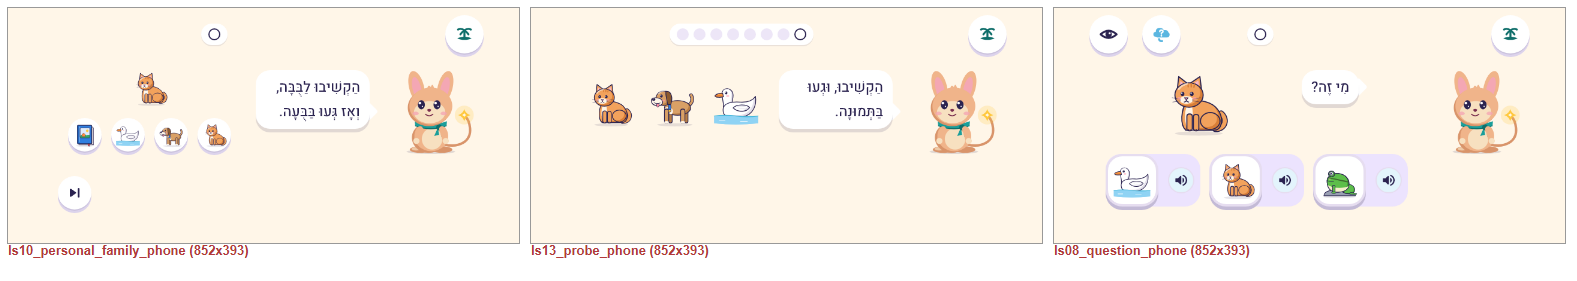 הַקְשִׁיבוּ לַבֻּבָּה,
וְאָז גְּעוּ בַּבֻּעָה.
הַקְשִׁיבוּ, וּגְעוּ
בַּתְּמוּנָה.
מִי זֶה?
ls10_personal_family_phone (852x393)
ls13_probe_phone (852x393)
ls08_question_phone (852x393)